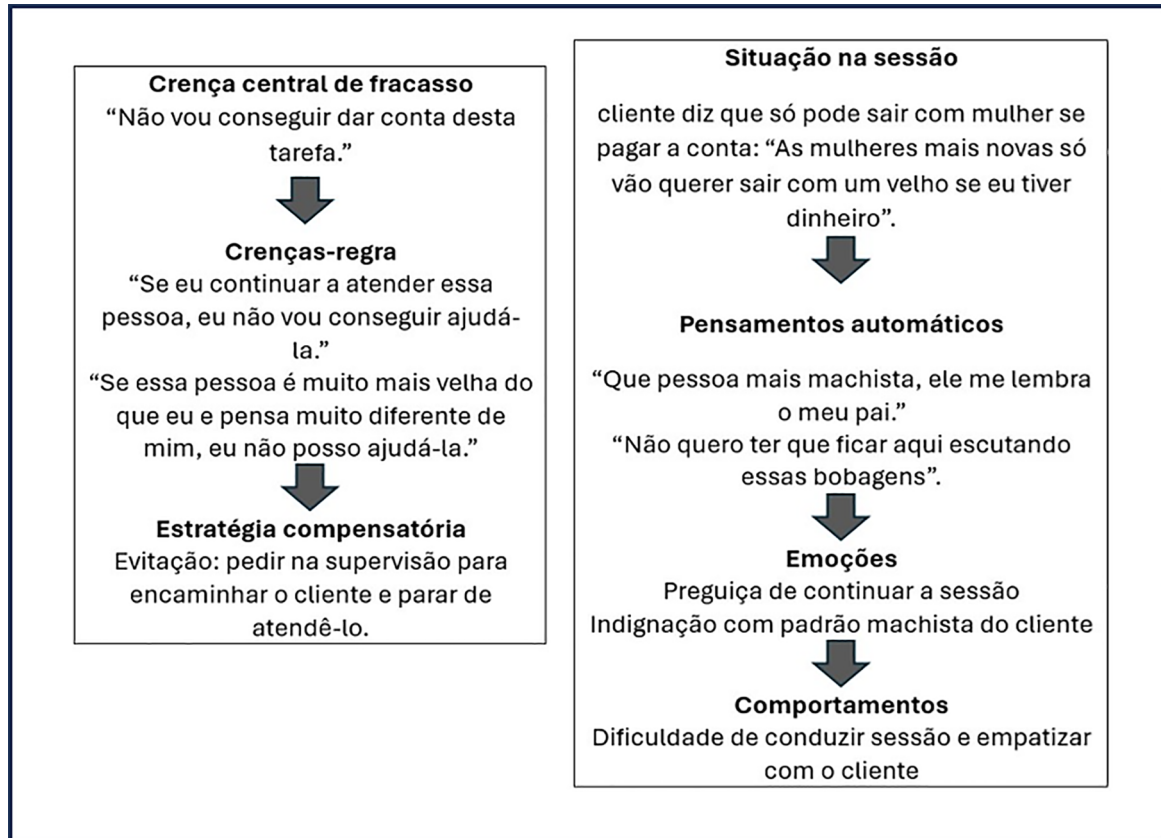 Crença central de fracasso
“Não vou conseguir dar conta desta
tarefa.”
Crenças-regra
“Se eu continuar a atender essa
pessoa, eu não vou conseguir ajudá-
la.”
“Se essa pessoa é muito mais velha do
que eu e pensa muito diferente de
mim, eu não posso ajudá-la.”
Estratégia compensatória
Evitação: pedir na supervisão para
encaminhar o cliente e parar de
atendê-lo.
Situação na sessão
cliente diz que só pode sair com mulher se
pagar a conta: “As mulheres mais novas só
vão querer sair com um velho se eu tiver
dinheiro”.
Pensamentos automáticos
“Que pessoa mais machista, ele me lembra
o meu pai.”
“Não quero ter que ficar aqui escutando
essas bobagens”.
Emoções
Preguiça de continuar a sessão
Indignação com padrão machista do cliente
Comportamentos
Dificuldade de conduzir sessão e empatizar
com o cliente